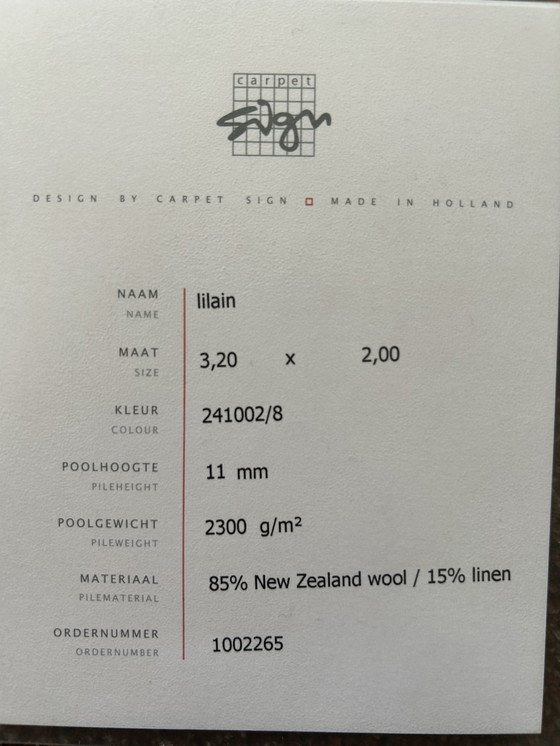 carpet
sign
DESIGN BY CARPET SIGN MADE IN HOLLAND
NAAM lilain
NAME
MAAT 3,20 x 2,00
SIZE
KLEUR 241002/8
COLOUR
POOLHOOGTE 11 mm
PILEHEIGHT
POOLGEWICHT 2300 g/m²
PILEWEIGHT
MATERIAAL 85% New Zealand wool / 15% linen
PILEMATERIAL
ORDERNUMMER 1002265
ORDERNUMBER